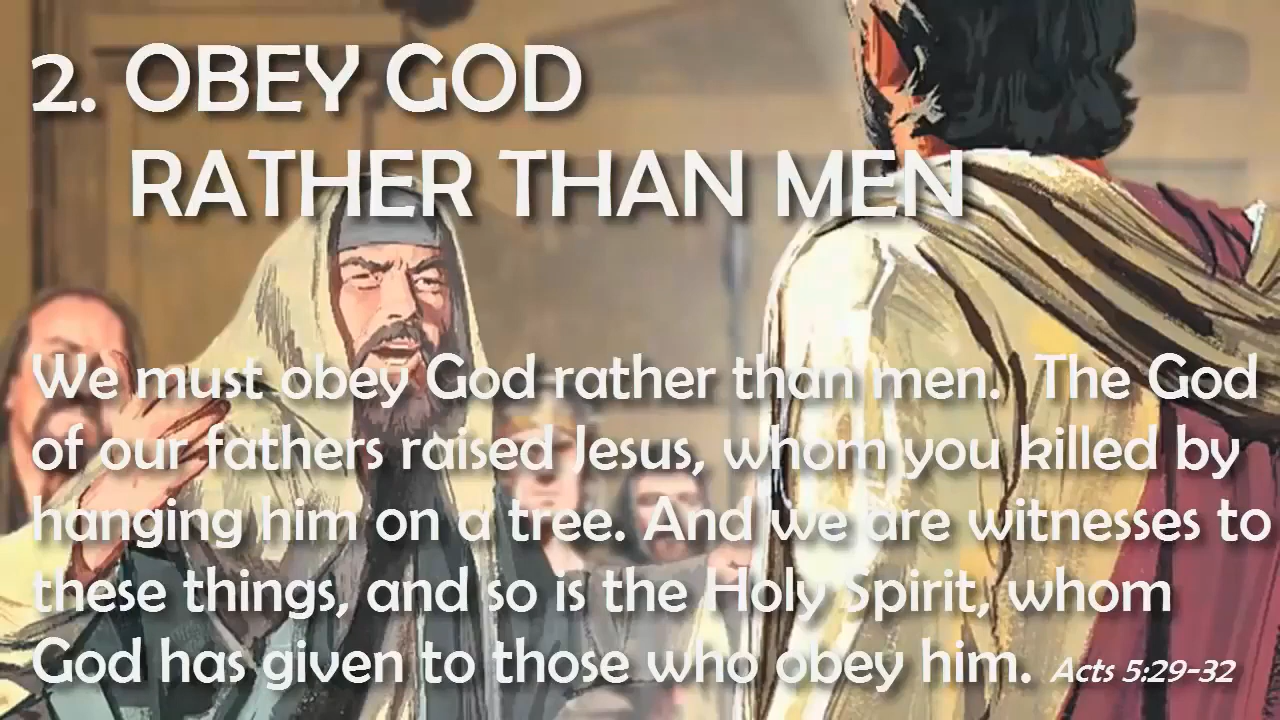 2. OBEY GOD
RATHER THAN MEN
We must obey God rather than men. The God
of our fathers raised Jesus, whom you killed by
hanging him on a tree. And we are witnesses to
these things, and so is the Holy Spirit, whom
God has given to those who obey him. Acts 5:29-32